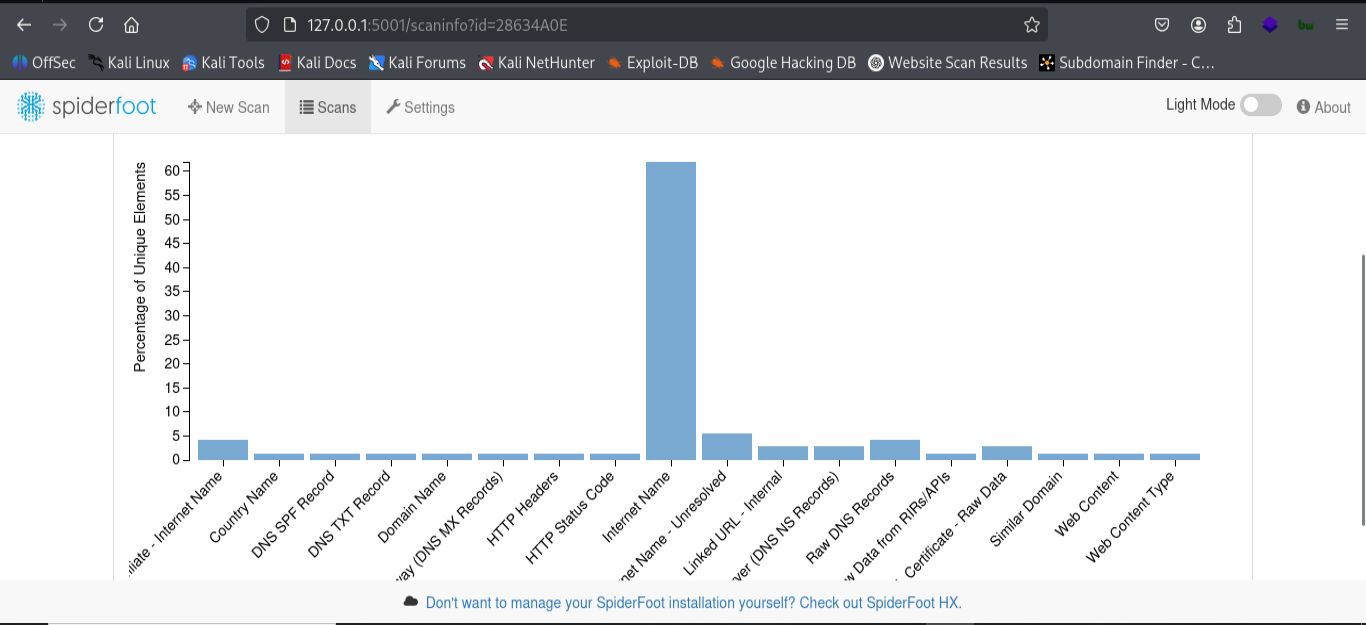 127.0.0.1:5001/scaninfo?id=28634A0E
OffSec Kali Linux Kali Tools Kali Docs Kali Forums Kali NetHunter Exploit-DB Google Hacking DB Website Scan Results Subdomain Finder - C...
spiderfoot New Scan Scans Settings Light Mode About
Percentage of Unique Elements
60
55
50
45
40
35
30
25
20
15
10
5
0
iliate - Internet Name
Country Name
DNS SPF Record
DNS TXT Record
Domain Name
way (DNS MX Records)
HTTP Headers
HTTP Status Code
Internet Name
net Name - Unresolved
Linked URL - Internal
ver (DNS NS Records)
Raw DNS Records
w Data from RIRs/APIs
Certificate - Raw Data
Similar Domain
Web Content
Web Content Type
Don't want to manage your SpiderFoot installation yourself? Check out SpiderFoot HX.